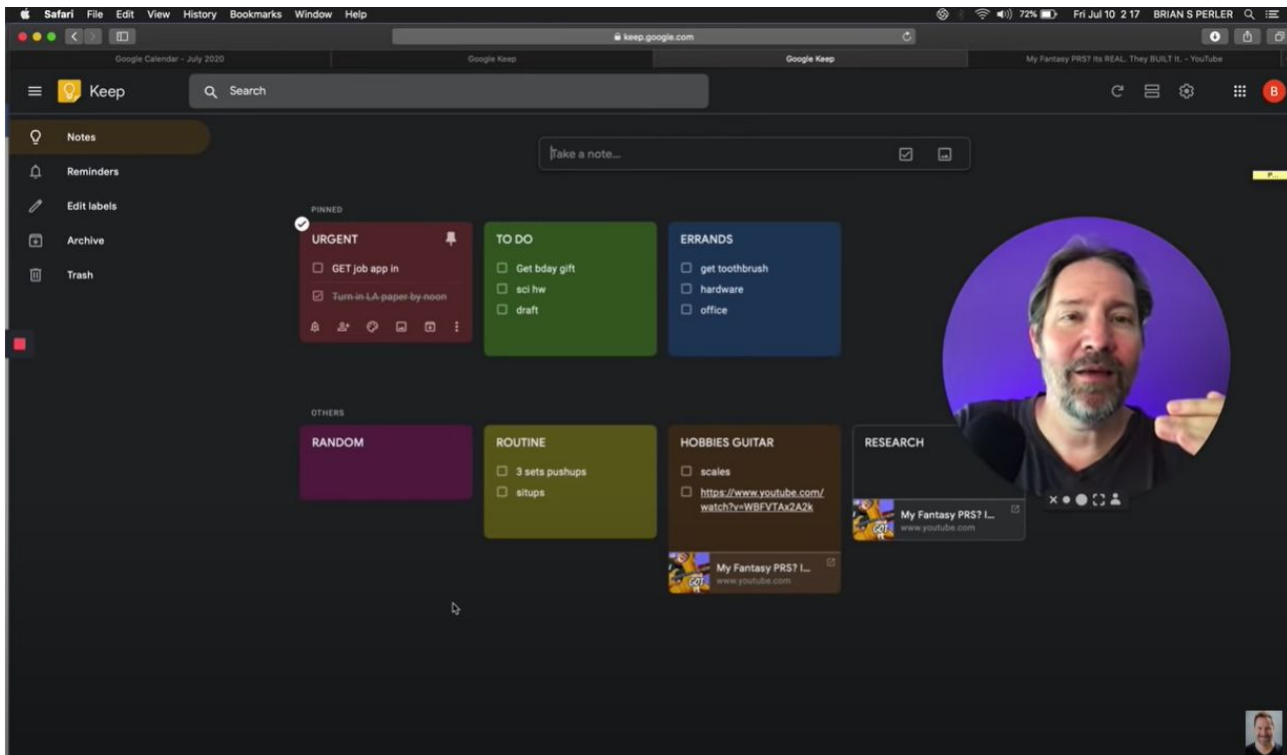 Safari File Edit View History Bookmarks Window Help
72% Fri Jul 10 2 17 BRIAN S PERLER
keep.google.com
Google Calendar - July 2020
Google Keep
Google Keep
My Fantasy PRS? Its REAL. They BUILT It. - YouTube
Keep
Search
B
Notes
Reminders
Edit labels
Archive
Trash
Take a note...
P...
PINNED
URGENT
GET job app in
Turn in LA paper by noon
TO DO
Get bday gift
sci hw
draft
ERRANDS
get toothbrush
hardware
office
OTHERS
RANDOM
ROUTINE
3 sets pushups
situps
HOBBIES GUITAR
scales
https://www.youtube.com/
watch?v=WBFVTAx2A2k
My Fantasy PRS? I...
www.youtube.com
RESEARCH
My Fantasy PRS? I...
www.youtube.com